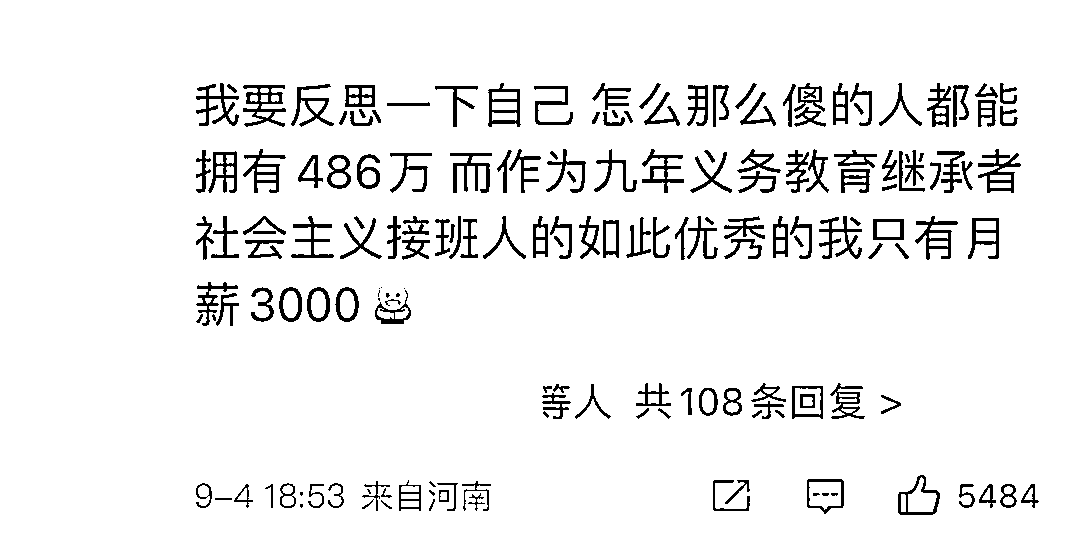 我要反思一下自己 怎么那么傻的人都能
拥有486万 而作为九年义务教育继承者
社会主义接班人的如此优秀的我只有月
薪3000
等人 共108条回复 >
9-4 18:53 来自河南 5484